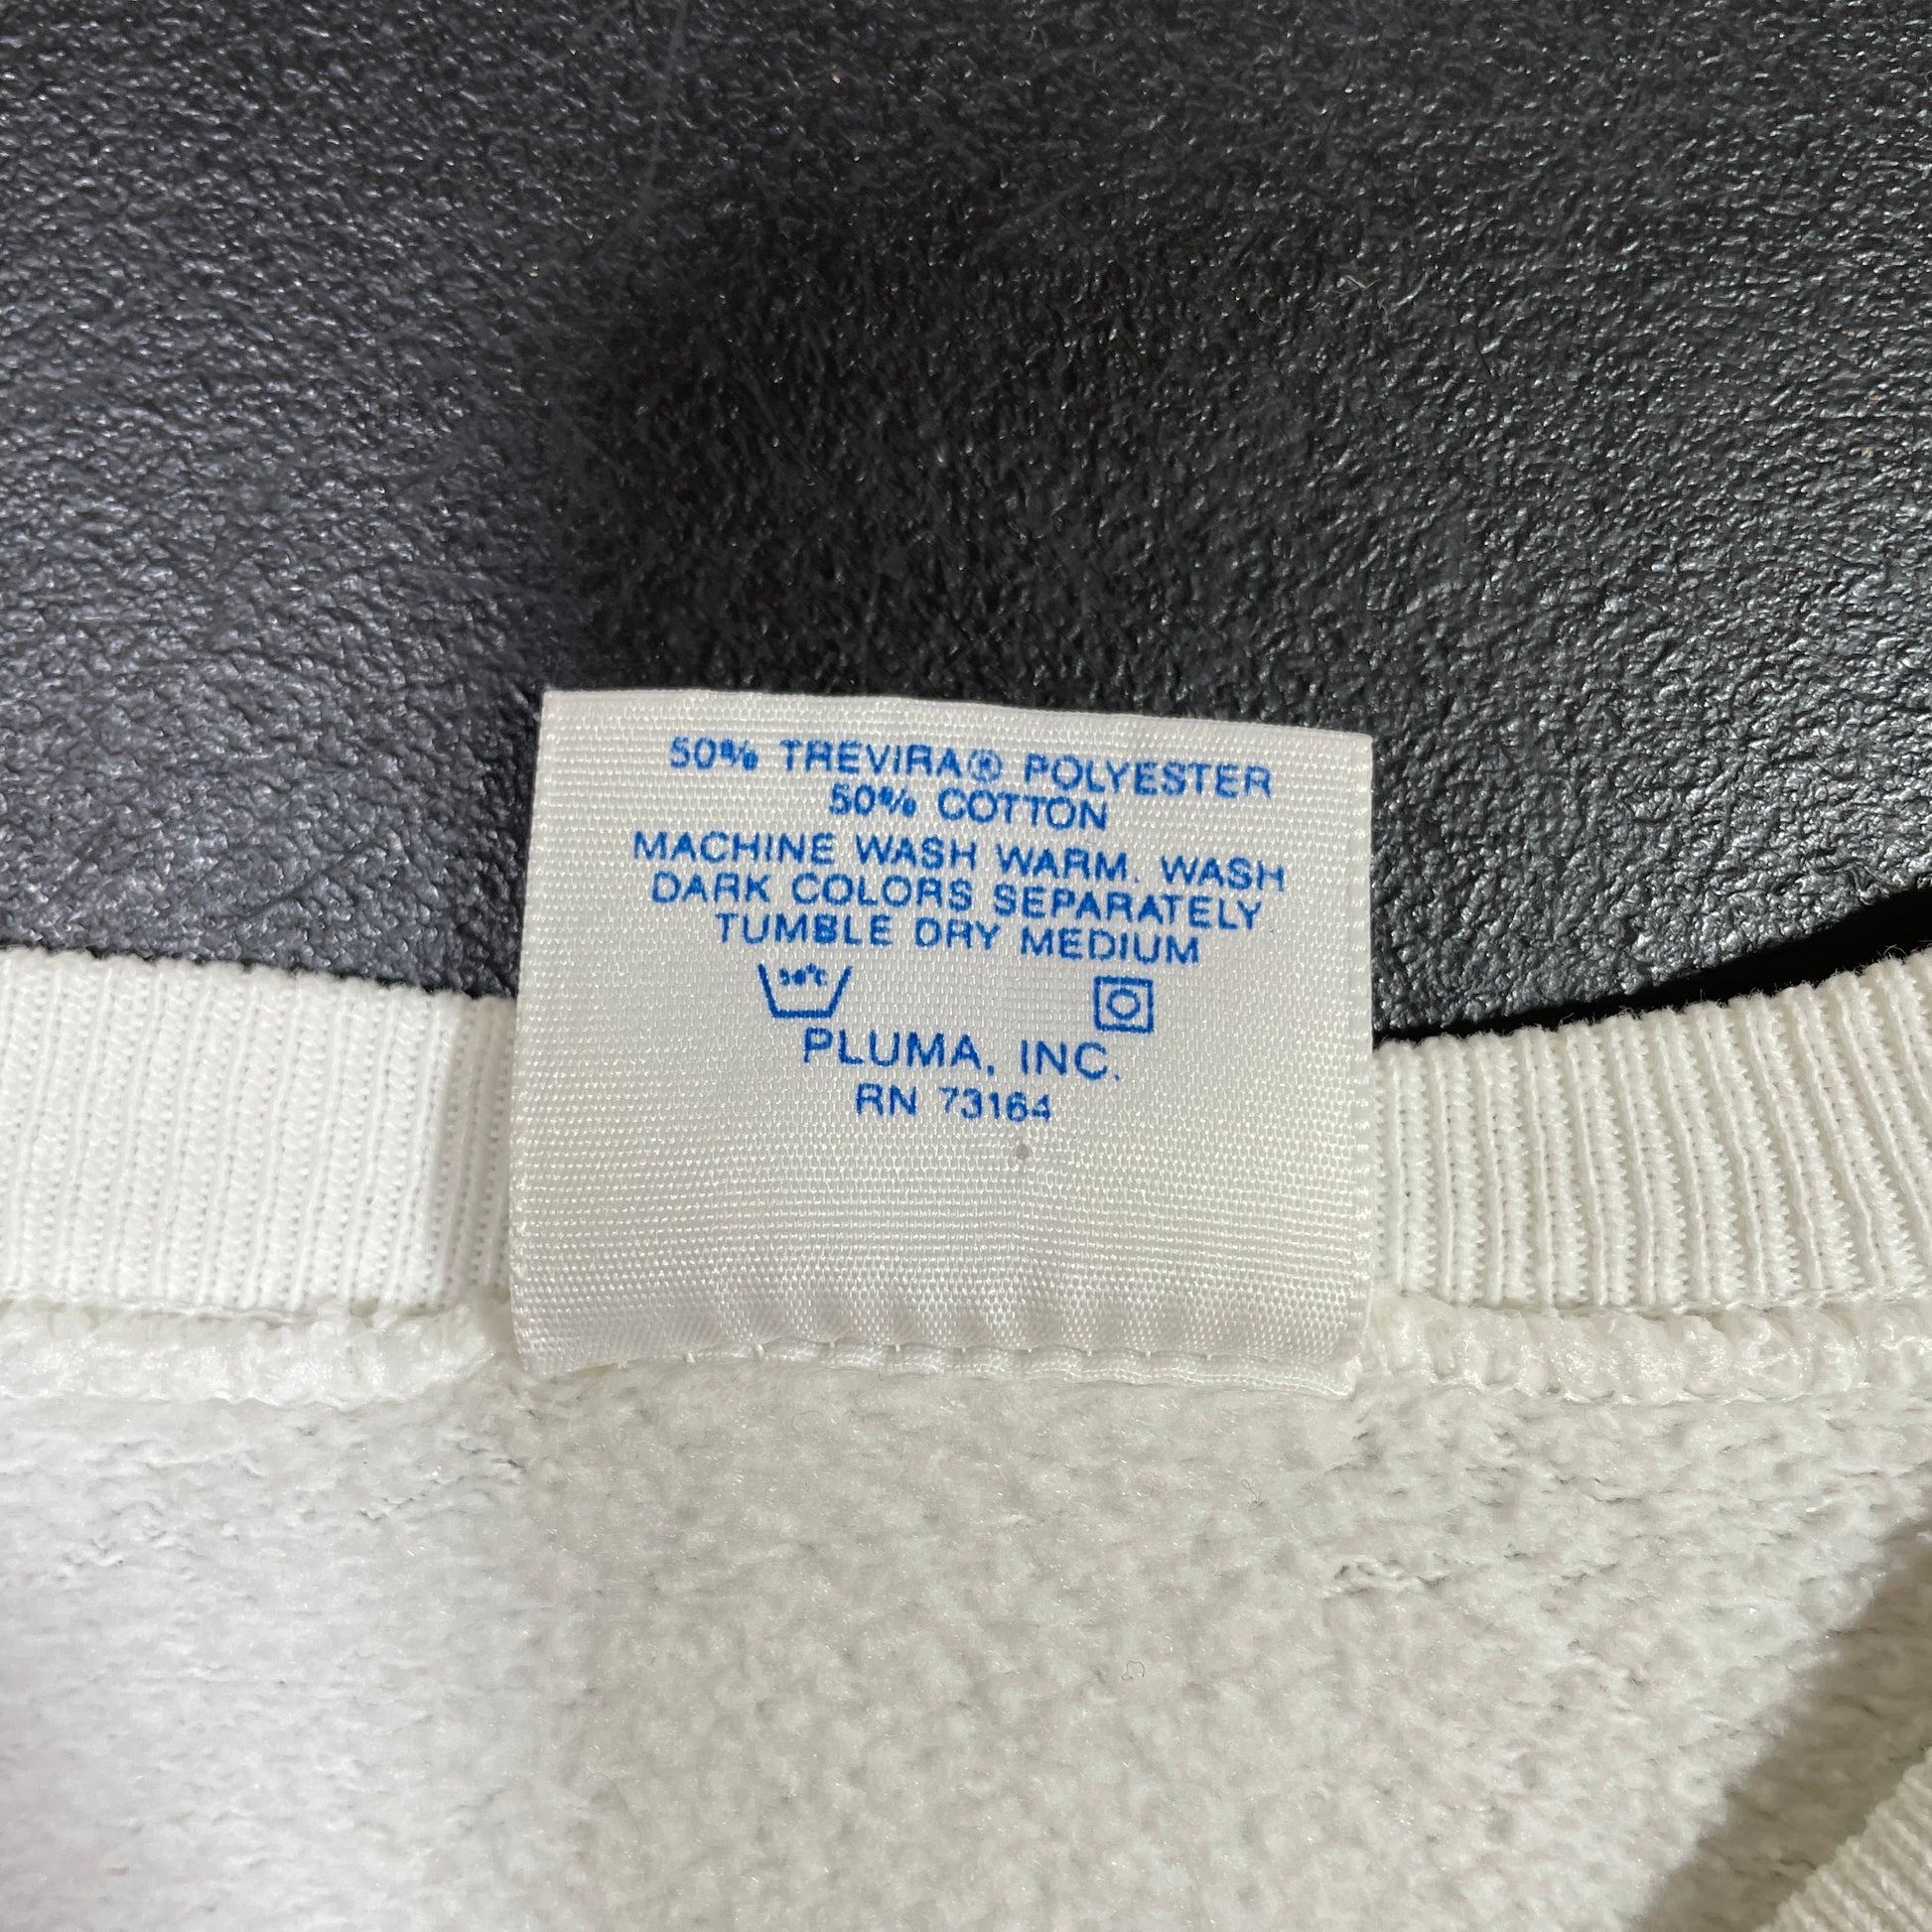 50% TREVIRA® POLYESTER
50% COTTON
MACHINE WASH WARM. WASH
DARK COLORS SEPARATELY
TUMBLE DRY MEDIUM
PLUMA, INC.
RN 73164